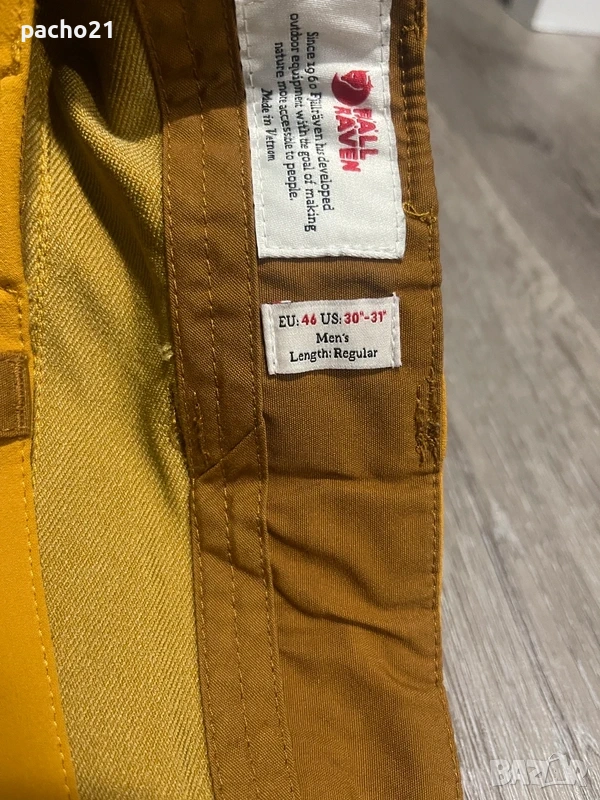 pacho21
FJÄLL
RÄVEN
Since 1960 Fjällräven has developed
outdoor equipment with the goal of making
nature more accessible to people.
Made in Vietnam
EU: 46 US: 30"-31"
Men's
Length: Regular
BAZAR